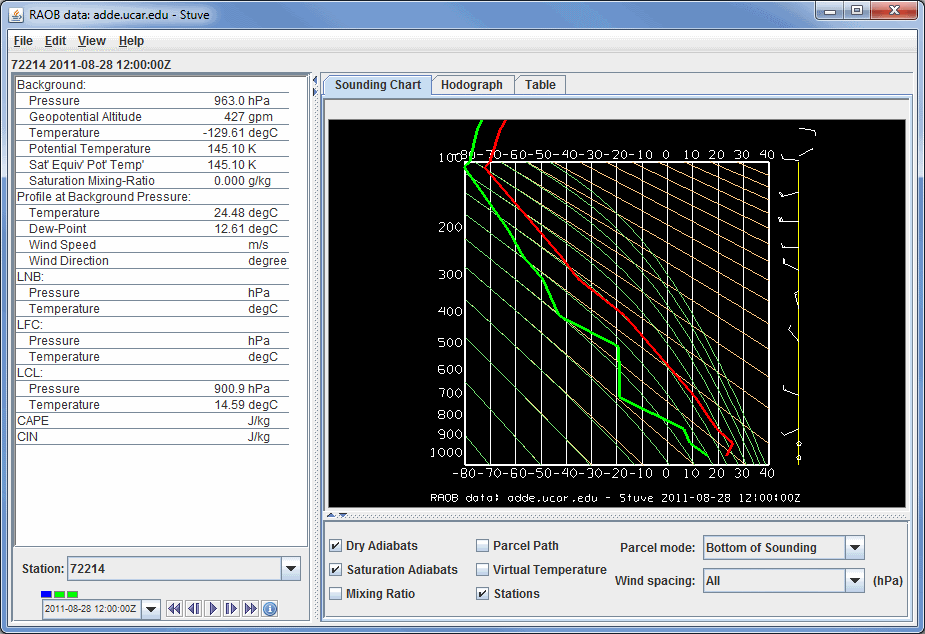 RAOB data: adde.ucar.edu - Stuve
File Edit View Help
72214 2011-08-28 12:00:00Z
Background:
Pressure 963.0 hPa
Geopotential Altitude 427 gpm
Temperature -129.61 degC
Potential Temperature 145.10 K
Sat' Equiv' Pot' Temp' 145.10 K
Saturation Mixing-Ratio 0.000 g/kg
Profile at Background Pressure:
Temperature 24.48 degC
Dew-Point 12.61 degC
Wind Speed m/s
Wind Direction degree
LNB:
Pressure hPa
Temperature degC
LFC:
Pressure hPa
Temperature degC
LCL:
Pressure 900.9 hPa
Temperature 14.59 degC
CAPE J/kg
CIN J/kg
Station: 72214
2011-08-28 12:00:00Z
Sounding Chart Hodograph Table
-80 -70 -60 -50 -40 -30 -20 -10 0 10 20 30 40
100
200
300
400
500
600
700
800
900
1000
-80 -70 -60 -50 -40 -30 -20 -10 0 10 20 30 40
RAOB data: adde.ucar.edu - Stuve 2011-08-28 12:00:00Z
Dry Adiabats Parcel Path Parcel mode: Bottom of Sounding
Saturation Adiabats Virtual Temperature Wind spacing: All (hPa)
Mixing Ratio Stations